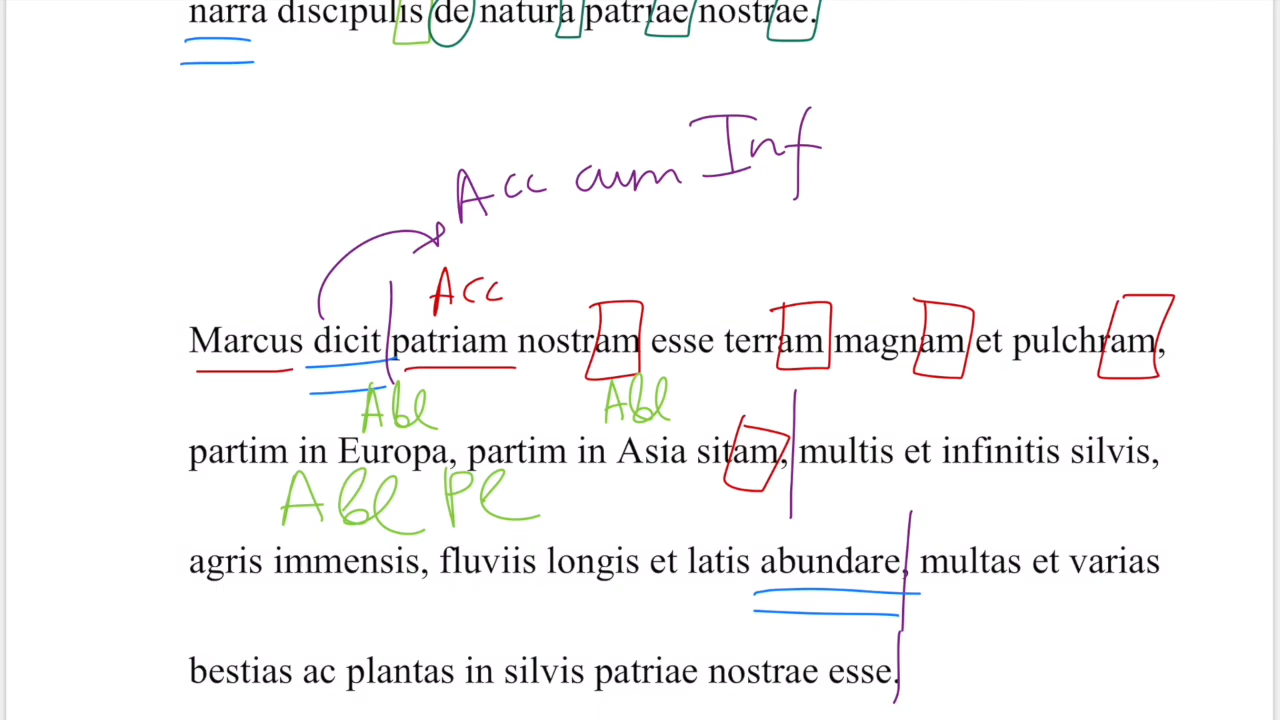 narra discipulis de natura patriae nostrae.
Acc cum Inf
Acc
Marcus dicit patriam nostram esse terram magnam et pulchram,
Abl Abl
partim in Europa, partim in Asia sitam, multis et infinitis silvis,
Abl Pl
agris immensis, fluviis longis et latis abundare, multas et varias
bestias ac plantas in silvis patriae nostrae esse.